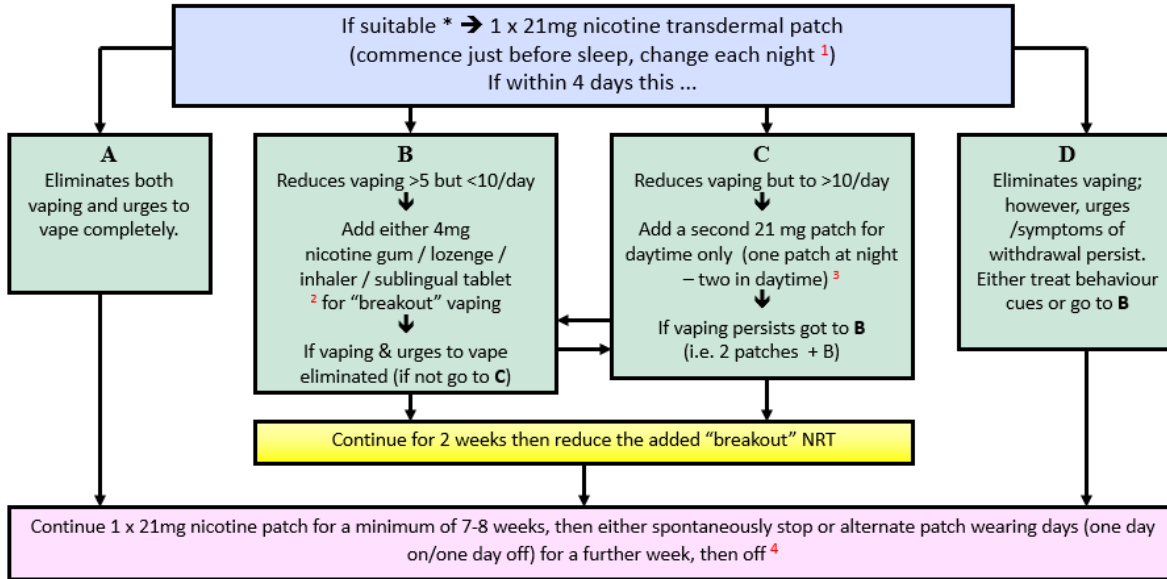 If suitable * ➔ 1 x 21mg nicotine transdermal patch
(commence just before sleep, change each night 1)
If within 4 days this ...
A
Eliminates both
vaping and urges to
vape completely.
B
Reduces vaping >5 but <10/day
🡻
Add either 4mg
nicotine gum / lozenge /
inhaler / sublingual tablet
2 for “breakout” vaping
🡻
If vaping & urges to vape
eliminated (if not go to C)
C
Reduces vaping but to >10/day
🡻
Add a second 21 mg patch for
daytime only (one patch at night
– two in daytime) 3
🡻
If vaping persists got to B
(i.e. 2 patches + B)
D
Eliminates vaping;
however, urges
/symptoms of
withdrawal persist.
Either treat behaviour
cues or go to B
Continue for 2 weeks then reduce the added “breakout” NRT
Continue 1 x 21mg nicotine patch for a minimum of 7-8 weeks, then either spontaneously stop or alternate patch wearing days (one day
on/one day off) for a further week, then off 4